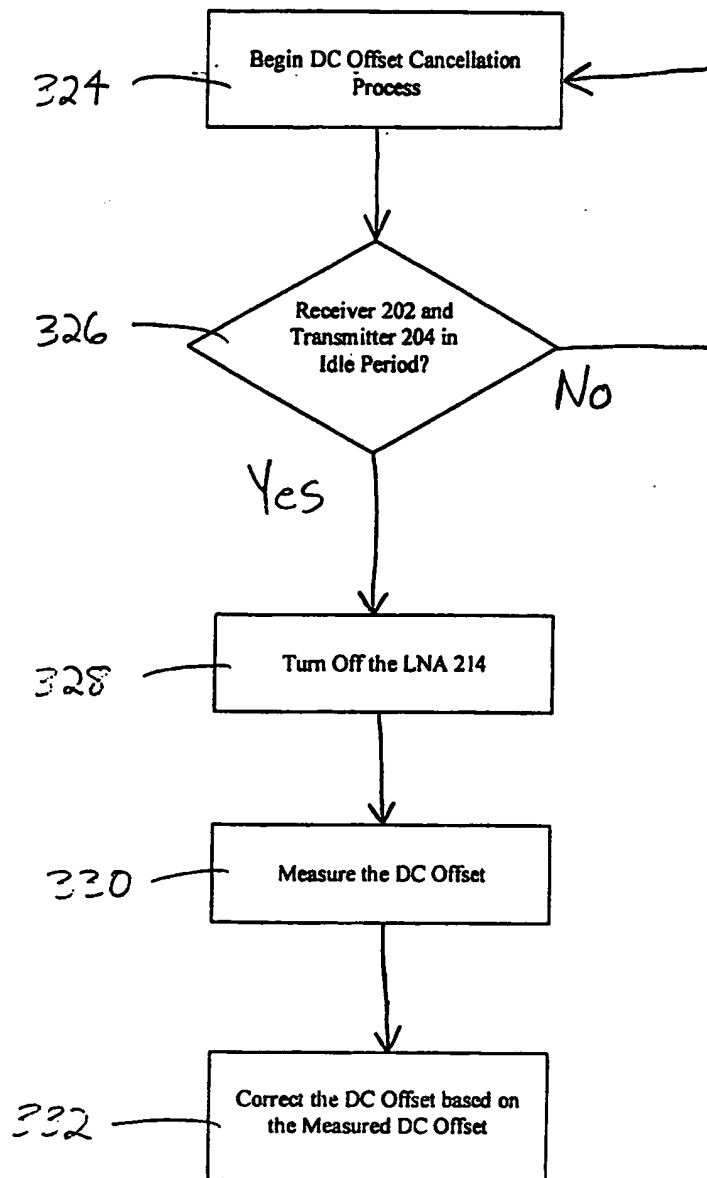 Begin DC Offset Cancellation
Process
324
Receiver 202 and
Transmitter 204 in
Idle Period?
326
No
Yes
Turn Off the LNA 214
328
Measure the DC Offset
330
Correct the DC Offset based on
the Measured DC Offset
332